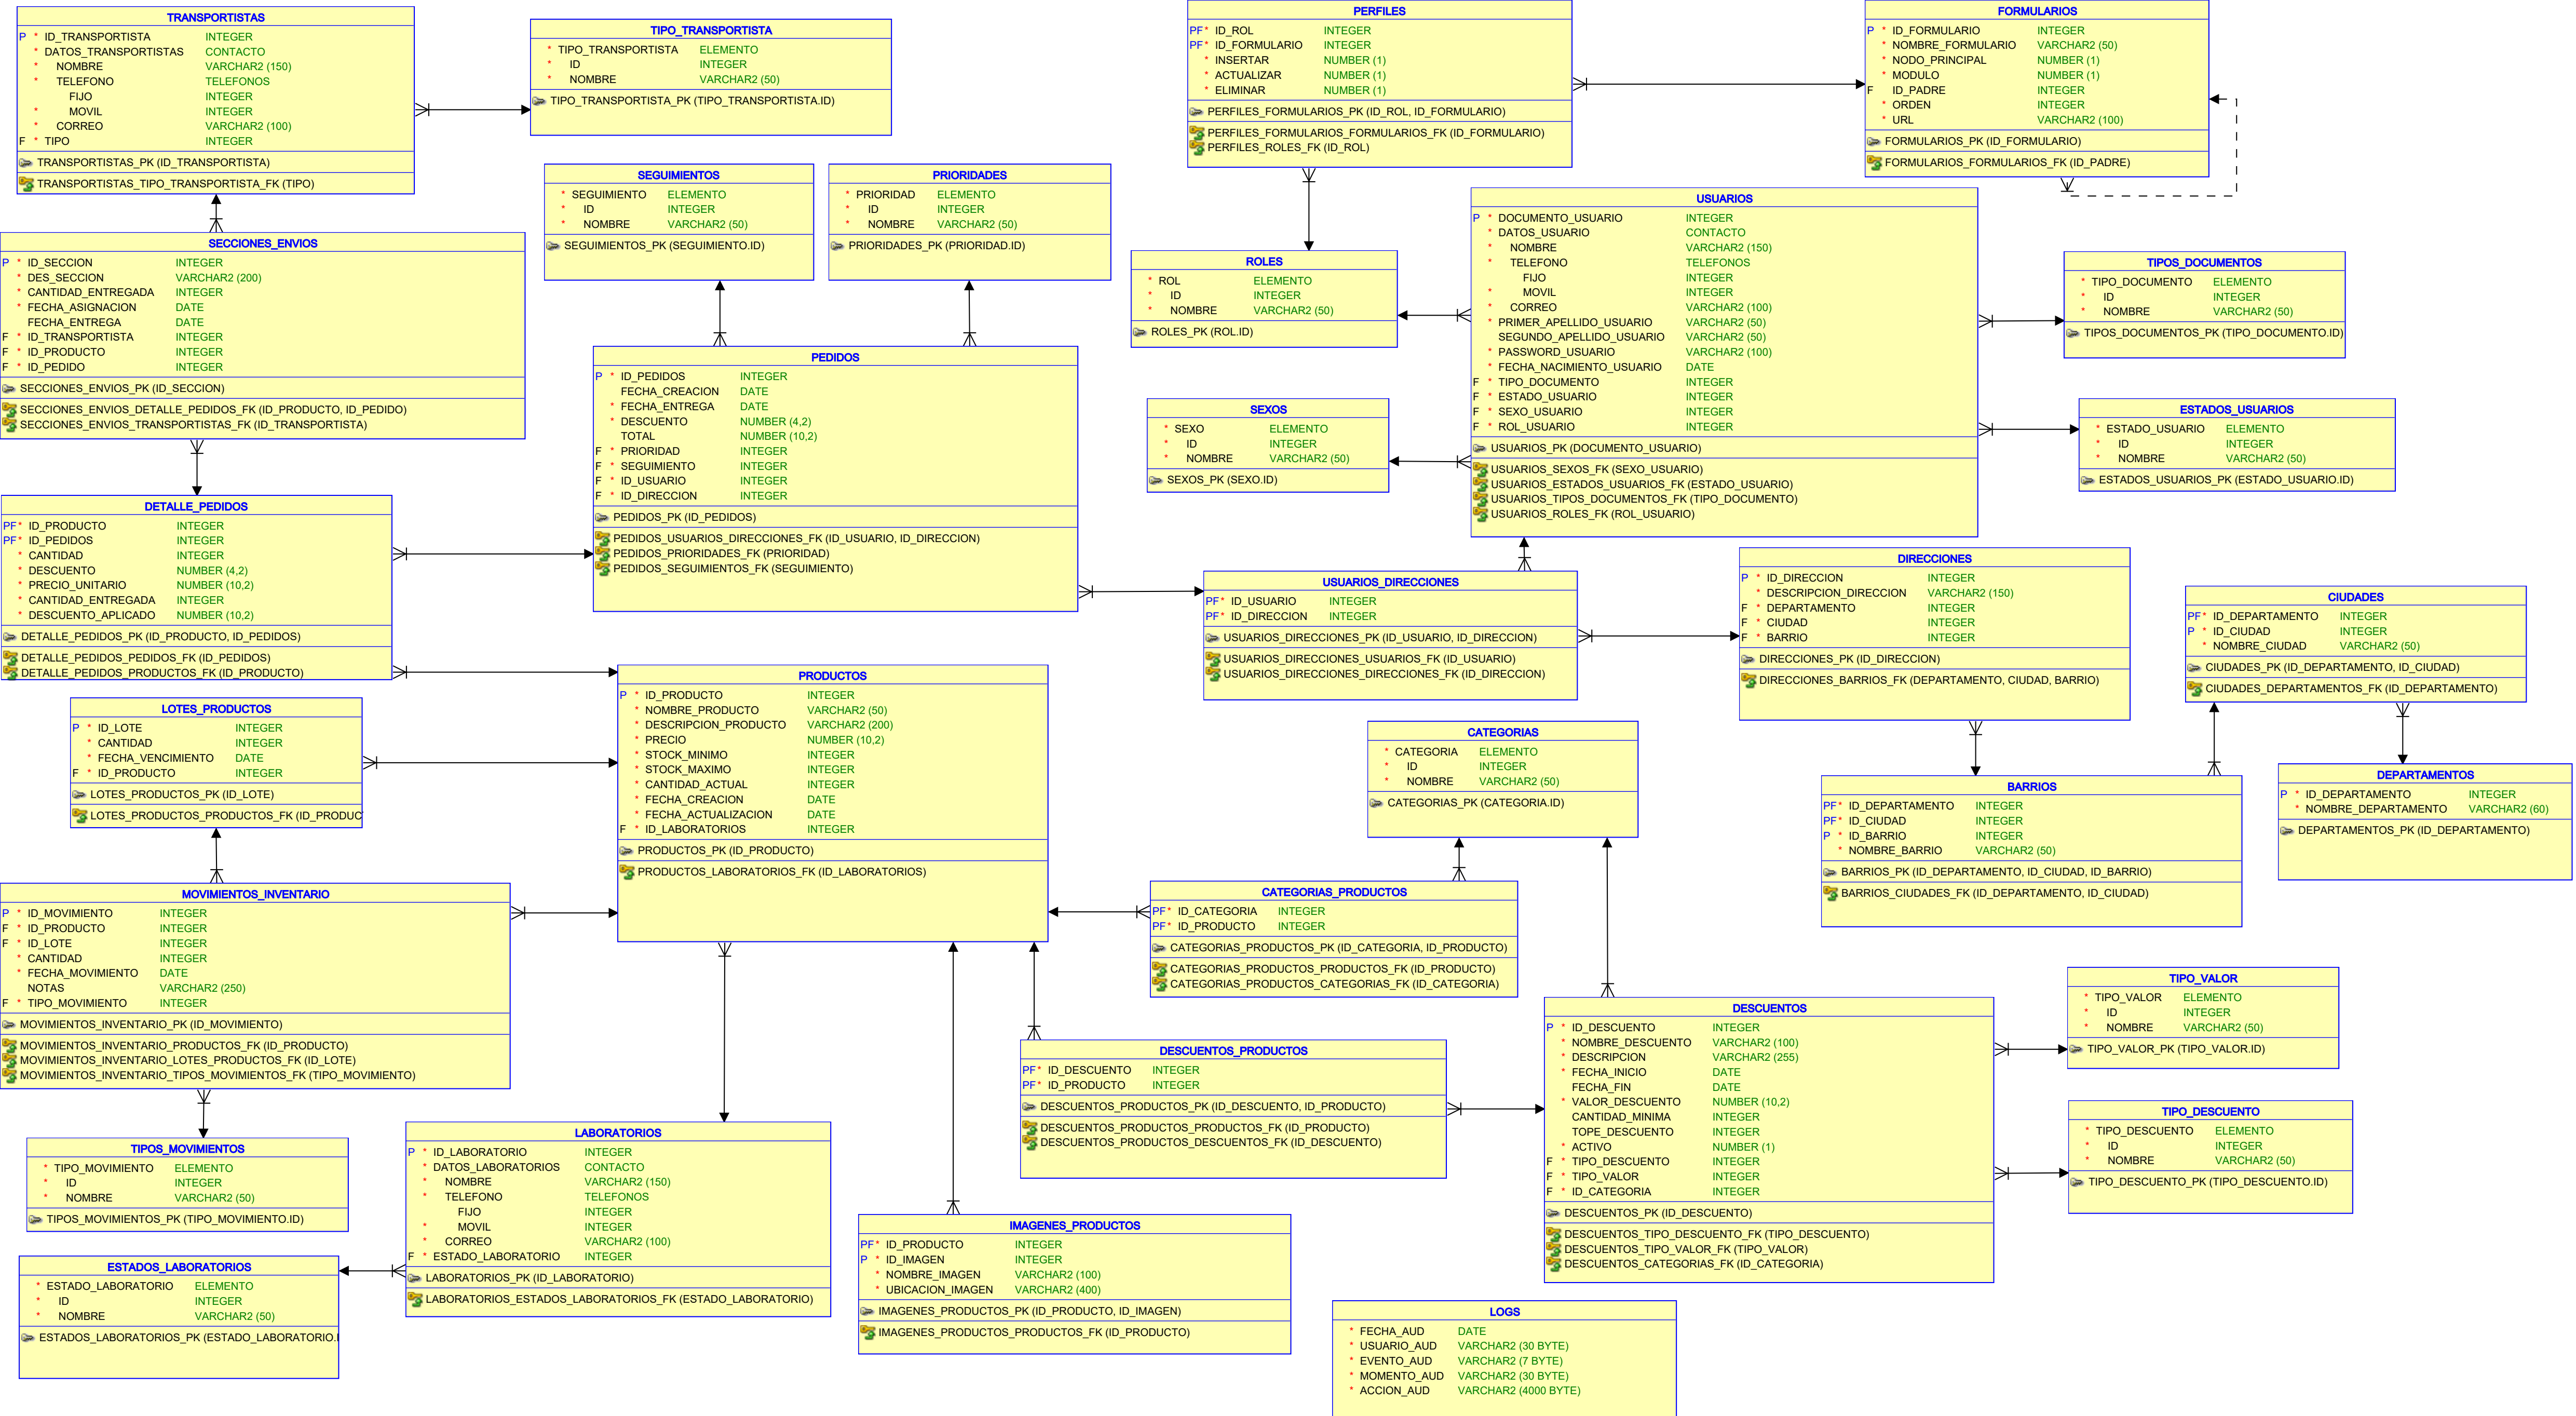 TRANSPORTISTAS
P * ID_TRANSPORTISTA INTEGER
* DATOS_TRANSPORTISTAS CONTACTO
* NOMBRE VARCHAR2 (150)
* TELEFONO TELEFONOS
FIJO INTEGER
* MOVIL INTEGER
* CORREO VARCHAR2 (100)
F * TIPO INTEGER
TRANSPORTISTAS_PK (ID_TRANSPORTISTA)
TRANSPORTISTAS_TIPO_TRANSPORTISTA_FK (TIPO)
TIPO_TRANSPORTISTA
* TIPO_TRANSPORTISTA ELEMENTO
* ID INTEGER
* NOMBRE VARCHAR2 (50)
TIPO_TRANSPORTISTA_PK (TIPO_TRANSPORTISTA.ID)
PERFILES
PF* ID_ROL INTEGER
PF* ID_FORMULARIO INTEGER
* INSERTAR NUMBER (1)
* ACTUALIZAR NUMBER (1)
* ELIMINAR NUMBER (1)
PERFILES_FORMULARIOS_PK (ID_ROL, ID_FORMULARIO)
PERFILES_FORMULARIOS_FORMULARIOS_FK (ID_FORMULARIO)
PERFILES_ROLES_FK (ID_ROL)
FORMULARIOS
P * ID_FORMULARIO INTEGER
* NOMBRE_FORMULARIO VARCHAR2 (50)
* NODO_PRINCIPAL NUMBER (1)
* MODULO NUMBER (1)
F ID_PADRE INTEGER
* ORDEN INTEGER
* URL VARCHAR2 (100)
FORMULARIOS_PK (ID_FORMULARIO)
FORMULARIOS_FORMULARIOS_FK (ID_PADRE)
SEGUIMIENTOS
* SEGUIMIENTO ELEMENTO
* ID INTEGER
* NOMBRE VARCHAR2 (50)
SEGUIMIENTOS_PK (SEGUIMIENTO.ID)
PRIORIDADES
* PRIORIDAD ELEMENTO
* ID INTEGER
* NOMBRE VARCHAR2 (50)
PRIORIDADES_PK (PRIORIDAD.ID)
USUARIOS
P * DOCUMENTO_USUARIO INTEGER
* DATOS_USUARIO CONTACTO
* NOMBRE VARCHAR2 (150)
* TELEFONO TELEFONOS
FIJO INTEGER
* MOVIL INTEGER
* CORREO VARCHAR2 (100)
* PRIMER_APELLIDO_USUARIO VARCHAR2 (50)
SEGUNDO_APELLIDO_USUARIO VARCHAR2 (50)
* PASSWORD_USUARIO VARCHAR2 (100)
* FECHA_NACIMIENTO_USUARIO DATE
F * TIPO_DOCUMENTO INTEGER
F * ESTADO_USUARIO INTEGER
F * SEXO_USUARIO INTEGER
F * ROL_USUARIO INTEGER
USUARIOS_PK (DOCUMENTO_USUARIO)
USUARIOS_SEXOS_FK (SEXO_USUARIO)
USUARIOS_ESTADOS_USUARIOS_FK (ESTADO_USUARIO)
USUARIOS_TIPOS_DOCUMENTOS_FK (TIPO_DOCUMENTO)
USUARIOS_ROLES_FK (ROL_USUARIO)
SECCIONES_ENVIOS
P * ID_SECCION INTEGER
* DES_SECCION VARCHAR2 (200)
* CANTIDAD_ENTREGADA INTEGER
* FECHA_ASIGNACION DATE
FECHA_ENTREGA DATE
F * ID_TRANSPORTISTA INTEGER
F * ID_PRODUCTO INTEGER
F * ID_PEDIDO INTEGER
SECCIONES_ENVIOS_PK (ID_SECCION)
SECCIONES_ENVIOS_DETALLE_PEDIDOS_FK (ID_PRODUCTO, ID_PEDIDO)
SECCIONES_ENVIOS_TRANSPORTISTAS_FK (ID_TRANSPORTISTA)
ROLES
* ROL ELEMENTO
* ID INTEGER
* NOMBRE VARCHAR2 (50)
ROLES_PK (ROL.ID)
TIPOS_DOCUMENTOS
* TIPO_DOCUMENTO ELEMENTO
* ID INTEGER
* NOMBRE VARCHAR2 (50)
TIPOS_DOCUMENTOS_PK (TIPO_DOCUMENTO.ID)
PEDIDOS
P * ID_PEDIDOS INTEGER
FECHA_CREACION DATE
* FECHA_ENTREGA DATE
* DESCUENTO NUMBER (4,2)
TOTAL NUMBER (10,2)
F * PRIORIDAD INTEGER
F * SEGUIMIENTO INTEGER
F * ID_USUARIO INTEGER
F * ID_DIRECCION INTEGER
PEDIDOS_PK (ID_PEDIDOS)
PEDIDOS_USUARIOS_DIRECCIONES_FK (ID_USUARIO, ID_DIRECCION)
PEDIDOS_PRIORIDADES_FK (PRIORIDAD)
PEDIDOS_SEGUIMIENTOS_FK (SEGUIMIENTO)
SEXOS
* SEXO ELEMENTO
* ID INTEGER
* NOMBRE VARCHAR2 (50)
SEXOS_PK (SEXO.ID)
ESTADOS_USUARIOS
* ESTADO_USUARIO ELEMENTO
* ID INTEGER
* NOMBRE VARCHAR2 (50)
ESTADOS_USUARIOS_PK (ESTADO_USUARIO.ID)
DETALLE_PEDIDOS
PF* ID_PRODUCTO INTEGER
PF* ID_PEDIDOS INTEGER
* CANTIDAD INTEGER
* DESCUENTO NUMBER (4,2)
* PRECIO_UNITARIO NUMBER (10,2)
* CANTIDAD_ENTREGADA INTEGER
* DESCUENTO_APLICADO NUMBER (10,2)
DETALLE_PEDIDOS_PK (ID_PRODUCTO, ID_PEDIDOS)
DETALLE_PEDIDOS_PEDIDOS_FK (ID_PEDIDOS)
DETALLE_PEDIDOS_PRODUCTOS_FK (ID_PRODUCTO)
USUARIOS_DIRECCIONES
PF* ID_USUARIO INTEGER
PF* ID_DIRECCION INTEGER
USUARIOS_DIRECCIONES_PK (ID_USUARIO, ID_DIRECCION)
USUARIOS_DIRECCIONES_USUARIOS_FK (ID_USUARIO)
USUARIOS_DIRECCIONES_DIRECCIONES_FK (ID_DIRECCION)
DIRECCIONES
P * ID_DIRECCION INTEGER
* DESCRIPCION_DIRECCION VARCHAR2 (150)
F * DEPARTAMENTO INTEGER
F * CIUDAD INTEGER
F * BARRIO INTEGER
DIRECCIONES_PK (ID_DIRECCION)
DIRECCIONES_BARRIOS_FK (DEPARTAMENTO, CIUDAD, BARRIO)
CIUDADES
PF* ID_DEPARTAMENTO INTEGER
P * ID_CIUDAD INTEGER
* NOMBRE_CIUDAD VARCHAR2 (50)
CIUDADES_PK (ID_DEPARTAMENTO, ID_CIUDAD)
CIUDADES_DEPARTAMENTOS_FK (ID_DEPARTAMENTO)
LOTES_PRODUCTOS
P * ID_LOTE INTEGER
* CANTIDAD INTEGER
* FECHA_VENCIMIENTO DATE
F * ID_PRODUCTO INTEGER
LOTES_PRODUCTOS_PK (ID_LOTE)
LOTES_PRODUCTOS_PRODUCTOS_FK (ID_PRODUC
PRODUCTOS
P * ID_PRODUCTO INTEGER
* NOMBRE_PRODUCTO VARCHAR2 (50)
* DESCRIPCION_PRODUCTO VARCHAR2 (200)
* PRECIO NUMBER (10,2)
* STOCK_MINIMO INTEGER
* STOCK_MAXIMO INTEGER
* CANTIDAD_ACTUAL INTEGER
* FECHA_CREACION DATE
* FECHA_ACTUALIZACION DATE
F * ID_LABORATORIOS INTEGER
PRODUCTOS_PK (ID_PRODUCTO)
PRODUCTOS_LABORATORIOS_FK (ID_LABORATORIOS)
CATEGORIAS
* CATEGORIA ELEMENTO
* ID INTEGER
* NOMBRE VARCHAR2 (50)
CATEGORIAS_PK (CATEGORIA.ID)
BARRIOS
PF* ID_DEPARTAMENTO INTEGER
PF* ID_CIUDAD INTEGER
P * ID_BARRIO INTEGER
* NOMBRE_BARRIO VARCHAR2 (50)
BARRIOS_PK (ID_DEPARTAMENTO, ID_CIUDAD, ID_BARRIO)
BARRIOS_CIUDADES_FK (ID_DEPARTAMENTO, ID_CIUDAD)
DEPARTAMENTOS
P * ID_DEPARTAMENTO INTEGER
* NOMBRE_DEPARTAMENTO VARCHAR2 (60)
DEPARTAMENTOS_PK (ID_DEPARTAMENTO)
MOVIMIENTOS_INVENTARIO
P * ID_MOVIMIENTO INTEGER
F * ID_PRODUCTO INTEGER
F * ID_LOTE INTEGER
* CANTIDAD INTEGER
* FECHA_MOVIMIENTO DATE
NOTAS VARCHAR2 (250)
F * TIPO_MOVIMIENTO INTEGER
MOVIMIENTOS_INVENTARIO_PK (ID_MOVIMIENTO)
MOVIMIENTOS_INVENTARIO_PRODUCTOS_FK (ID_PRODUCTO)
MOVIMIENTOS_INVENTARIO_LOTES_PRODUCTOS_FK (ID_LOTE)
MOVIMIENTOS_INVENTARIO_TIPOS_MOVIMIENTOS_FK (TIPO_MOVIMIENTO)
CATEGORIAS_PRODUCTOS
PF* ID_CATEGORIA INTEGER
PF* ID_PRODUCTO INTEGER
CATEGORIAS_PRODUCTOS_PK (ID_CATEGORIA, ID_PRODUCTO)
CATEGORIAS_PRODUCTOS_PRODUCTOS_FK (ID_PRODUCTO)
CATEGORIAS_PRODUCTOS_CATEGORIAS_FK (ID_CATEGORIA)
TIPO_VALOR
* TIPO_VALOR ELEMENTO
* ID INTEGER
* NOMBRE VARCHAR2 (50)
TIPO_VALOR_PK (TIPO_VALOR.ID)
DESCUENTOS
P * ID_DESCUENTO INTEGER
* NOMBRE_DESCUENTO VARCHAR2 (100)
* DESCRIPCION VARCHAR2 (255)
* FECHA_INICIO DATE
FECHA_FIN DATE
* VALOR_DESCUENTO NUMBER (10,2)
CANTIDAD_MINIMA INTEGER
TOPE_DESCUENTO INTEGER
* ACTIVO NUMBER (1)
F * TIPO_DESCUENTO INTEGER
F * TIPO_VALOR INTEGER
F * ID_CATEGORIA INTEGER
DESCUENTOS_PK (ID_DESCUENTO)
DESCUENTOS_TIPO_DESCUENTO_FK (TIPO_DESCUENTO)
DESCUENTOS_TIPO_VALOR_FK (TIPO_VALOR)
DESCUENTOS_CATEGORIAS_FK (ID_CATEGORIA)
DESCUENTOS_PRODUCTOS
PF* ID_DESCUENTO INTEGER
PF* ID_PRODUCTO INTEGER
DESCUENTOS_PRODUCTOS_PK (ID_DESCUENTO, ID_PRODUCTO)
DESCUENTOS_PRODUCTOS_PRODUCTOS_FK (ID_PRODUCTO)
DESCUENTOS_PRODUCTOS_DESCUENTOS_FK (ID_DESCUENTO)
TIPO_DESCUENTO
* TIPO_DESCUENTO ELEMENTO
* ID INTEGER
* NOMBRE VARCHAR2 (50)
TIPO_DESCUENTO_PK (TIPO_DESCUENTO.ID)
TIPOS_MOVIMIENTOS
* TIPO_MOVIMIENTO ELEMENTO
* ID INTEGER
* NOMBRE VARCHAR2 (50)
TIPOS_MOVIMIENTOS_PK (TIPO_MOVIMIENTO.ID)
LABORATORIOS
P * ID_LABORATORIO INTEGER
* DATOS_LABORATORIOS CONTACTO
* NOMBRE VARCHAR2 (150)
* TELEFONO TELEFONOS
FIJO INTEGER
* MOVIL INTEGER
* CORREO VARCHAR2 (100)
F * ESTADO_LABORATORIO INTEGER
LABORATORIOS_PK (ID_LABORATORIO)
LABORATORIOS_ESTADOS_LABORATORIOS_FK (ESTADO_LABORATORIO)
IMAGENES_PRODUCTOS
PF* ID_PRODUCTO INTEGER
P * ID_IMAGEN INTEGER
* NOMBRE_IMAGEN VARCHAR2 (100)
* UBICACION_IMAGEN VARCHAR2 (400)
IMAGENES_PRODUCTOS_PK (ID_PRODUCTO, ID_IMAGEN)
IMAGENES_PRODUCTOS_PRODUCTOS_FK (ID_PRODUCTO)
ESTADOS_LABORATORIOS
* ESTADO_LABORATORIO ELEMENTO
* ID INTEGER
* NOMBRE VARCHAR2 (50)
ESTADOS_LABORATORIOS_PK (ESTADO_LABORATORIO.I
LOGS
* FECHA_AUD DATE
* USUARIO_AUD VARCHAR2 (30 BYTE)
* EVENTO_AUD VARCHAR2 (7 BYTE)
* MOMENTO_AUD VARCHAR2 (30 BYTE)
* ACCION_AUD VARCHAR2 (4000 BYTE)